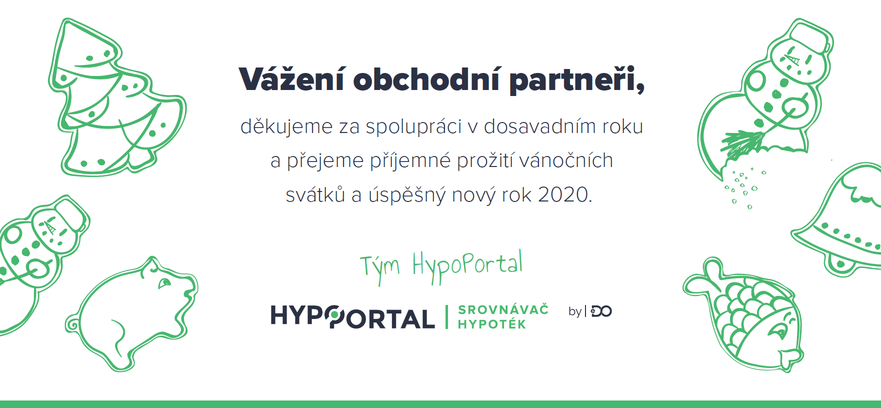 Vážení obchodní partneři,
děkujeme za spolupráci v dosavadním roku
a přejeme příjemné prožití vánočních
svátků a úspěšný nový rok 2020.
Tým HypoPortal
HYPOPORTAL | SROVNÁVAČ HYPOTÉK by | DO